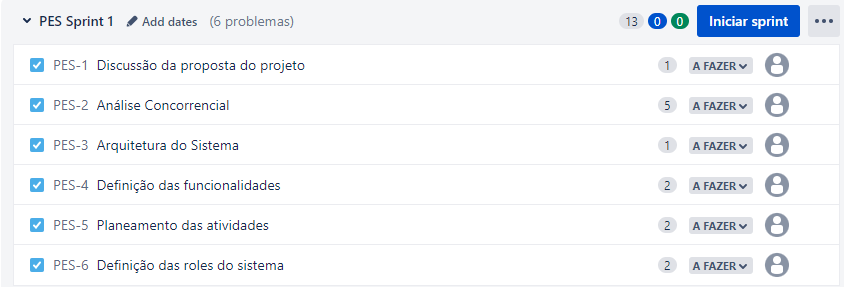 PES Sprint 1 Add dates (6 problemas) 13 0 0 Iniciar sprint
PES-1 Discussão da proposta do projeto 1 A FAZER
PES-2 Análise Concorrencial 5 A FAZER
PES-3 Arquitetura do Sistema 1 A FAZER
PES-4 Definição das funcionalidades 2 A FAZER
PES-5 Planeamento das atividades 2 A FAZER
PES-6 Definição das roles do sistema 2 A FAZER